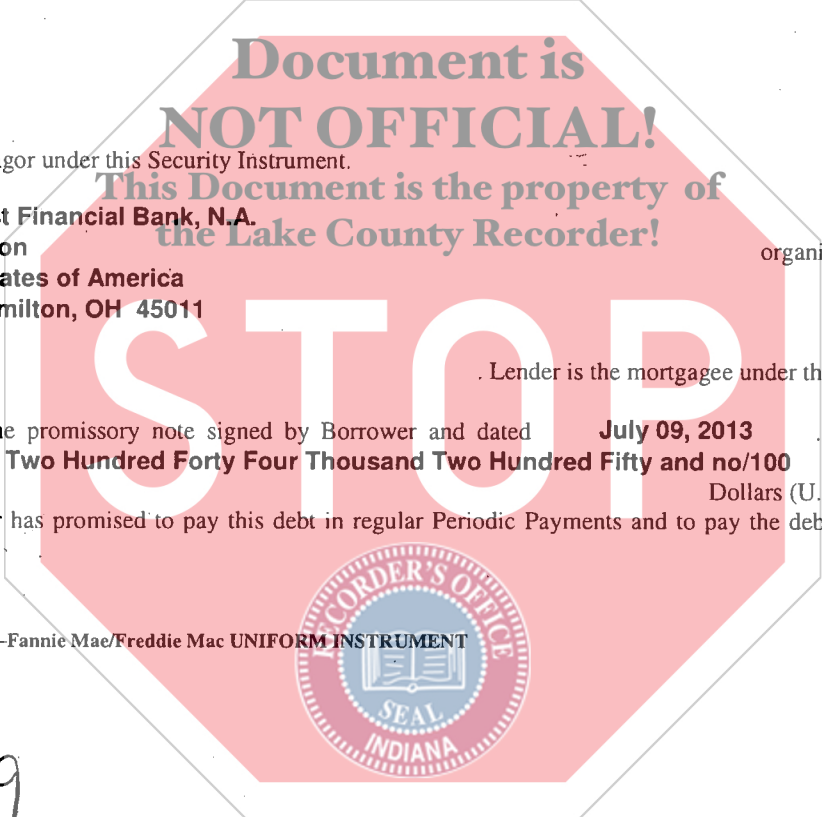 Document is
NOT OFFICIAL!
gor under this Security Instrument.
This Document is the property of
t Financial Bank, N.A.
the Lake County Recorder!
on organi
ates of America
milton, OH 45011
STOP
. Lender is the mortgagee under th
e promissory note signed by Borrower and dated July 09, 2013
Two Hundred Forty Four Thousand Two Hundred Fifty and no/100
Dollars (U.
r has promised to pay this debt in regular Periodic Payments and to pay the deb
RECORDER'S OFFICE
-Fannie Mae/Freddie Mac UNIFORM INSTRUMENT
SEAL
INDIANA
9